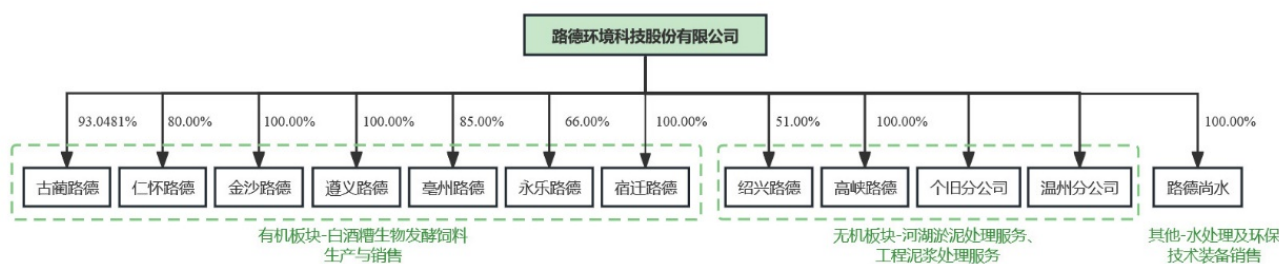 路德环境科技股份有限公司
93.0481% 80.00% 100.00% 100.00% 85.00% 66.00% 100.00% 51.00% 100.00% 100.00%
古蔺路德 仁怀路德 金沙路德 遵义路德 亳州路德 永乐路德 宿迁路德 绍兴路德 高峡路德 个旧分公司 温州分公司 路德尚水
有机板块-白酒糟生物发酵饲料
生产与销售
无机板块-河湖淤泥处理服务、
工程泥浆处理服务
其他-水处理及环保
技术装备销售